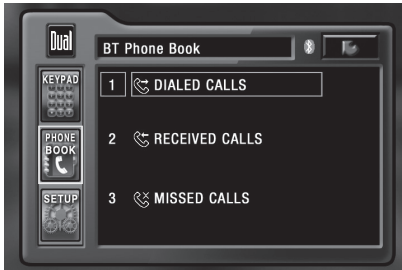 Dual
BT Phone Book
KEYPAD
1 DIALED CALLS
PHONE
BOOK
2 RECEIVED CALLS
SETUP
3 MISSED CALLS